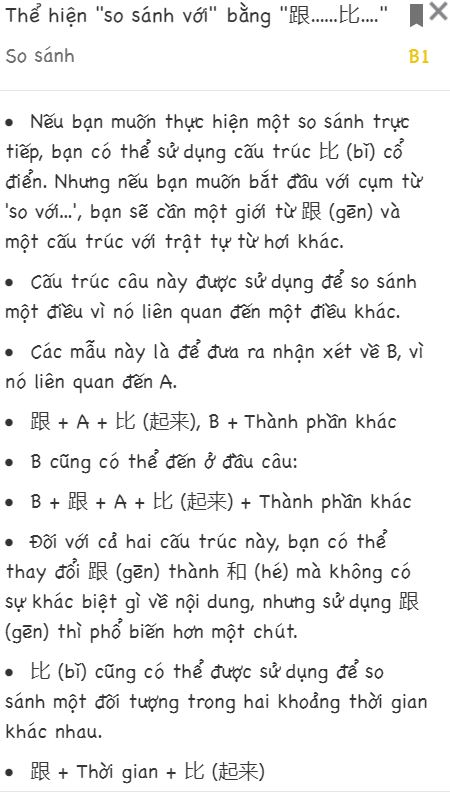 Thể hiện "so sánh với" bằng "跟......比...."
So sánh
B1
• Nếu bạn muốn thực hiện một so sánh trực
tiếp, bạn có thể sử dụng cấu trúc 比 (bǐ) cổ
điển. Nhưng nếu bạn muốn bắt đầu với cụm từ
'so với...', bạn sẽ cần một giới từ 跟 (gēn) và
một cấu trúc với trật tự từ hơi khác.
• Cấu trúc câu này được sử dụng để so sánh
một điều vì nó liên quan đến một điều khác.
• Các mẫu này là để đưa ra nhận xét về B, vì
nó liên quan đến A.
• 跟 + A + 比 (起来), B + Thành phần khác
• B cũng có thể đến ở đầu câu:
• B + 跟 + A + 比 (起来) + Thành phần khác
• Đối với cả hai cấu trúc này, bạn có thể
thay đổi 跟 (gēn) thành 和 (hé) mà không có
sự khác biệt gì về nội dung, nhưng sử dụng 跟
(gēn) thì phổ biến hơn một chút.
• 比 (bǐ) cũng có thể được sử dụng để so
sánh một đối tượng trong hai khoảng thời gian
khác nhau.
• 跟 + Thời gian + 比 (起来)